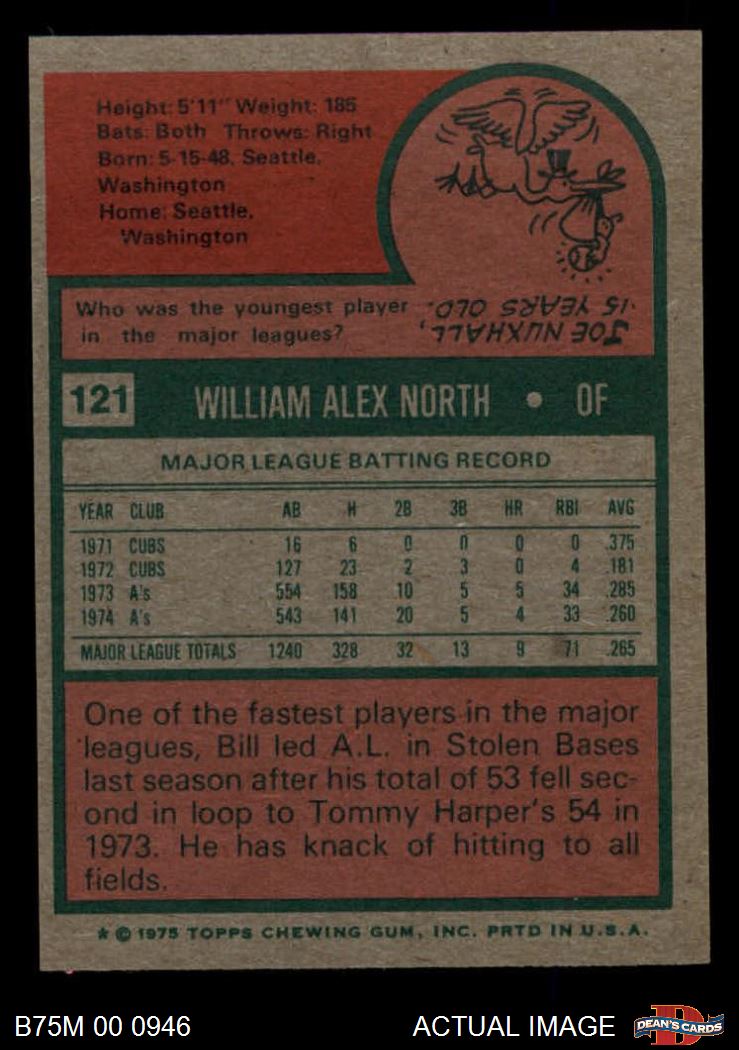 Height: 5'11" Weight: 185
Bats: Both Throws: Right
Born: 5-15-48, Seattle,
Washington
Home: Seattle,
Washington
Who was the youngest player
in the major leagues?
JOE NUXHALL,
15 YEARS OLD.
121 WILLIAM ALEX NORTH • OF
MAJOR LEAGUE BATTING RECORD
YEAR CLUB AB H 2B 3B HR RBI AVG
1971 CUBS 16 6 0 0 0 0 .375
1972 CUBS 127 23 2 3 0 4 .181
1973 A's 554 158 10 5 5 34 .285
1974 A's 543 141 20 5 4 33 .260
MAJOR LEAGUE TOTALS 1240 328 32 13 9 71 .265
One of the fastest players in the major
leagues, Bill led A.L. in Stolen Bases
last season after his total of 53 fell sec-
ond in loop to Tommy Harper's 54 in
1973. He has knack of hitting to all
fields.
* © 1975 TOPPS CHEWING GUM, INC. PRTD IN U.S.A.
B75M 00 0946 ACTUAL IMAGE DEAN'S CARDS